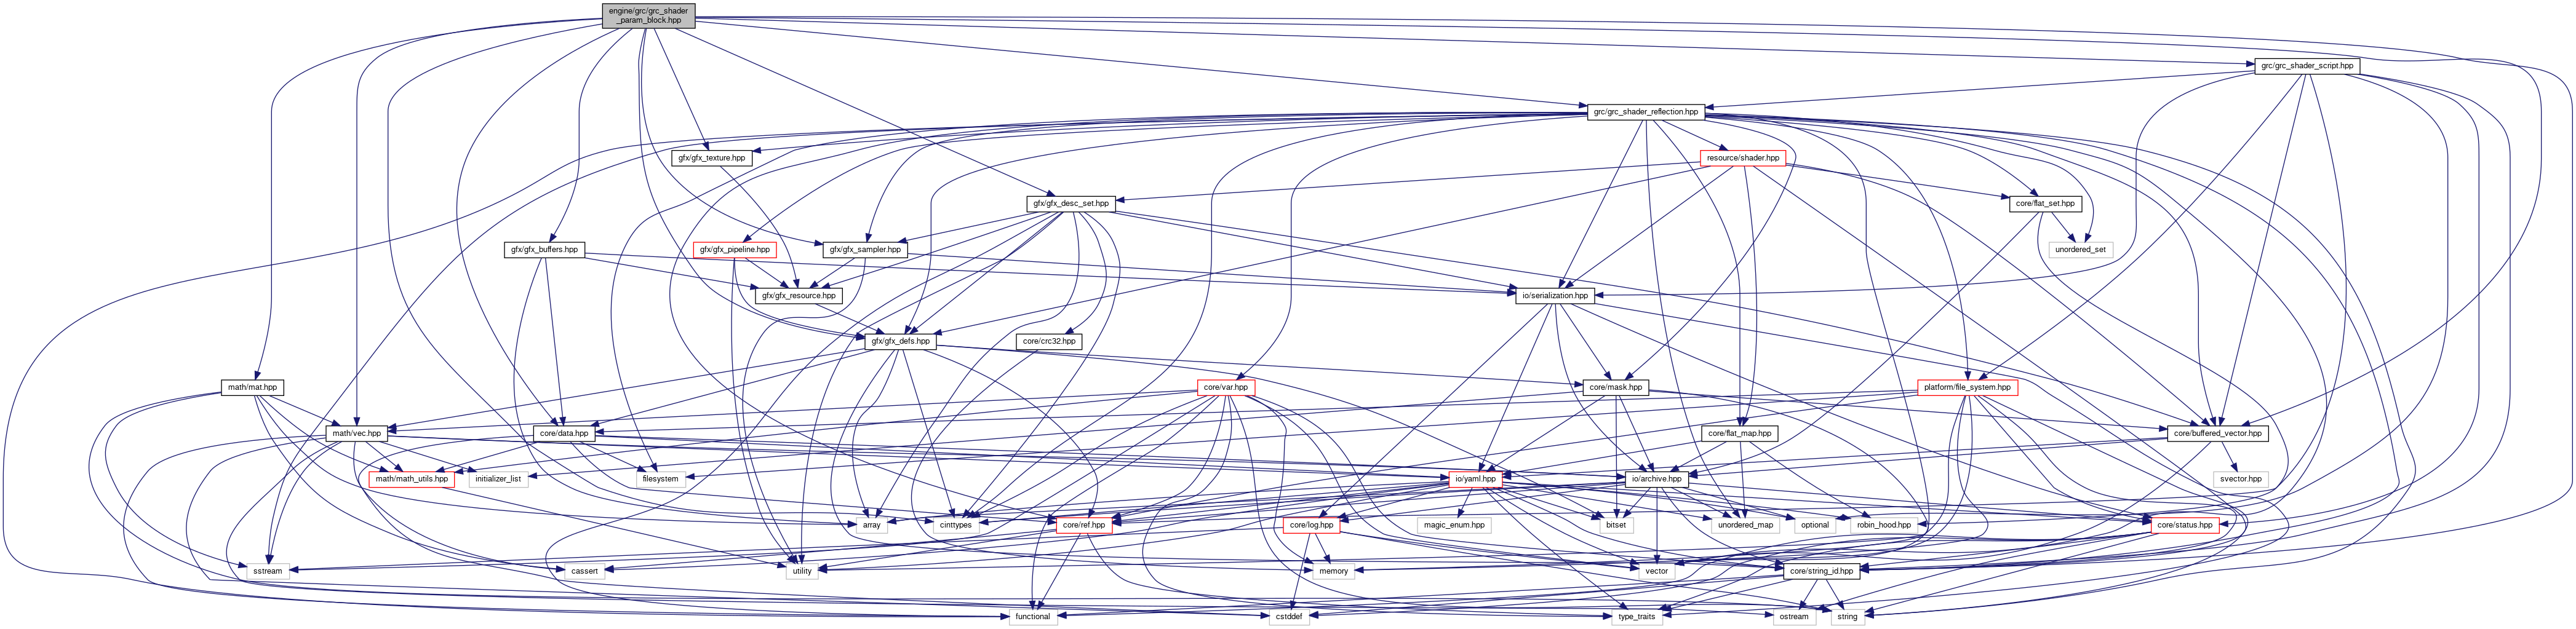 engine/grc/grc_shader
_param_block.hpp
grc/grc_shader_script.hpp
grc/grc_shader_reflection.hpp
gfx/gfx_texture.hpp
resource/shader.hpp
gfx/gfx_desc_set.hpp
core/flat_set.hpp
gfx/gfx_buffers.hpp
gfx/gfx_pipeline.hpp
gfx/gfx_sampler.hpp
unordered_set
gfx/gfx_resource.hpp
io/serialization.hpp
gfx/gfx_defs.hpp
core/crc32.hpp
math/mat.hpp
core/var.hpp
core/mask.hpp
platform/file_system.hpp
math/vec.hpp
core/data.hpp
core/flat_map.hpp
core/buffered_vector.hpp
math/math_utils.hpp
initializer_list
filesystem
io/yaml.hpp
io/archive.hpp
svector.hpp
array
cinttypes
core/ref.hpp
core/log.hpp
magic_enum.hpp
bitset
unordered_map
optional
robin_hood.hpp
core/status.hpp
sstream
cassert
utility
memory
vector
core/string_id.hpp
functional
cstddef
type_traits
ostream
string